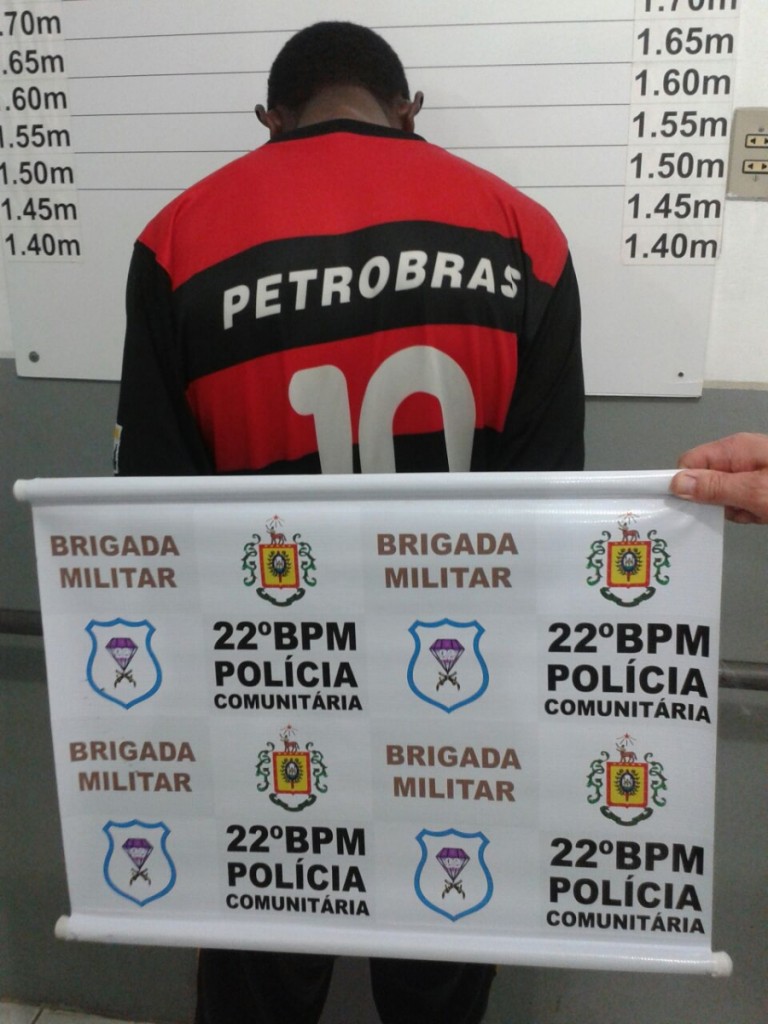 1.70m
1.65m
1.60m
1.55m
1.50m
1.45m
1.40m
1.70m
1.65m
1.60m
1.55m
1.50m
1.45m
1.40m
PETROBRAS
10
BRIGADA
MILITAR
BRIGADA
MILITAR
22ºBPM
POLÍCIA
COMUNITÁRIA
22ºBPM
POLÍCIA
COMUNITÁRIA
BRIGADA
MILITAR
BRIGADA
MILITAR
22ºBPM
POLÍCIA
COMUNITÁRIA
22ºBPM
POLÍCIA
COMUNITÁRIA